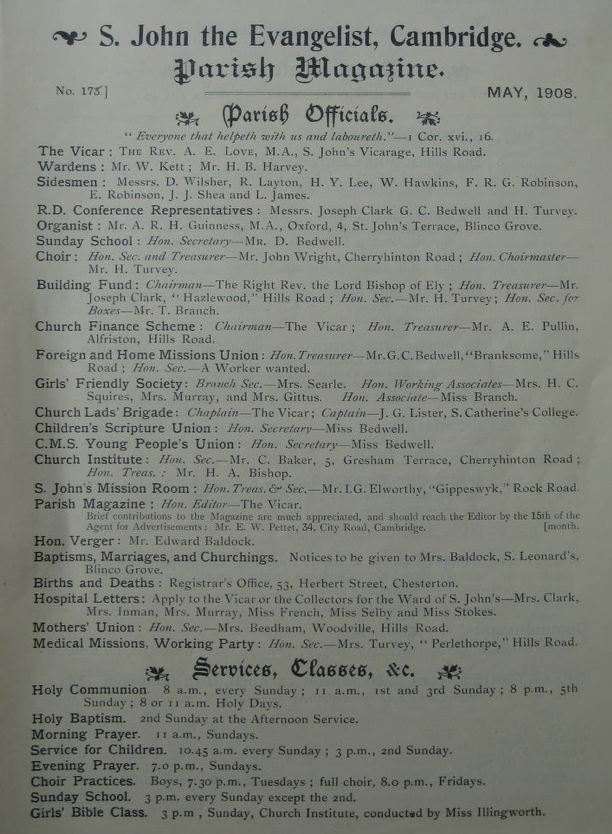 S. John the Evangelist, Cambridge.
Parish Magazine.
No. 175.]
MAY, 1908.
Parish Officials.
" Everyone that helpeth with us and laboureth."—1 Cor. xvi., 16.
The Vicar : THE REV. A. E. LOVE, M.A., S. John's Vicarage, Hills Road.
Wardens : Mr. W. Kett ; Mr. H. B. Harvey.
Sidesmen : Messrs. D. Wilsher, R. Layton, H. Y. Lee, W. Hawkins, F. R. G. Robinson,
E. Robinson, J. J. Shea and L. James.
R.D. Conference Representatives : Messrs. Joseph Clark G. C. Bedwell and H. Turvey.
Organist : Mr. A. R. H. Guinness, M.A., Oxford, 4, St. John's Terrace, Blinco Grove.
Sunday School : Hon. Secretary—MR. D. Bedwell.
Choir : Hon. Sec. and Treasurer—Mr. John Wright, Cherryhinton Road ; Hon. Choirmaster—
Mr. H. Turvey.
Building Fund : Chairman—The Right Rev. the Lord Bishop of Ely ; Hon. Treasurer—Mr.
Joseph Clark, " Hazlewood," Hills Road ; Hon. Sec.—Mr. H. Turvey ; Hon. Sec. for
Boxes—Mr. T. Branch.
Church Finance Scheme : Chairman—The Vicar ; Hon. Treasurer—Mr. A. E. Pullin,
Alfriston, Hills Road.
Foreign and Home Missions Union : Hon. Treasurer—Mr. G. C. Bedwell, "Branksome," Hills
Road ; Hon. Sec.—A Worker wanted.
Girls' Friendly Society : Branch Sec.—Mrs. Searle. Hon. Working Associates—Mrs. H. C.
Squires, Mrs. Murray, and Mrs. Gittus. Hon. Associate—Miss Branch.
Church Lads' Brigade : Chaplain—The Vicar ; Captain—J. G. Lister, S. Catherine's College.
Children's Scripture Union : Hon. Secretary—Miss Bedwell.
C.M.S. Young People's Union : Hon. Secretary—Miss Bedwell.
Church Institute : Hon. Sec.—Mr. C. Baker, 5, Gresham Terrace, Cherryhinton Road ;
Hon. Treas. : Mr. H. A. Bishop.
S. John's Mission Room : Hon. Treas. & Sec.—Mr. I.G. Elworthy, "Gippeswyk," Rock Road.
Parish Magazine : Hon. Editor—The Vicar.
Brief contributions to the Magazine are much appreciated, and should reach the Editor by the 15th of the
Agent for Advertisements : Mr. E. W. Pettet, 34, City Road, Cambridge. [month.
Hon. Verger : Mr. Edward Baldock.
Baptisms, Marriages, and Churchings. Notices to be given to Mrs. Baldock, S. Leonard's,
Blinco Grove.
Births and Deaths : Registrar's Office, 53, Herbert Street, Chesterton.
Hospital Letters : Apply to the Vicar or the Collectors for the Ward of S. John's—Mrs. Clark,
Mrs. Inman, Mrs. Murray, Miss French, Miss Selby and Miss Stokes.
Mothers' Union : Hon. Sec.—Mrs. Beedham, Woodville, Hills Road.
Medical Missions, Working Party : Hon. Sec.—Mrs. Turvey, " Perlethorpe," Hills Road.
Services, Classes, &c.
Holy Communion 8 a.m., every Sunday ; 11 a.m., 1st and 3rd Sunday ; 8 p.m., 5th
Sunday ; 8 or 11 a.m. Holy Days.
Holy Baptism. 2nd Sunday at the Afternoon Service.
Morning Prayer. 11 a.m., Sundays.
Service for Children. 10.45 a.m. every Sunday ; 3 p.m., 2nd Sunday.
Evening Prayer. 7.0 p.m., Sundays.
Choir Practices. Boys, 7.30 p.m., Tuesdays ; full choir, 8.0 p.m., Fridays.
Sunday School. 3 p.m. every Sunday except the 2nd.
Girls' Bible Class. 3 p.m , Sunday, Church Institute, conducted by Miss Illingworth.